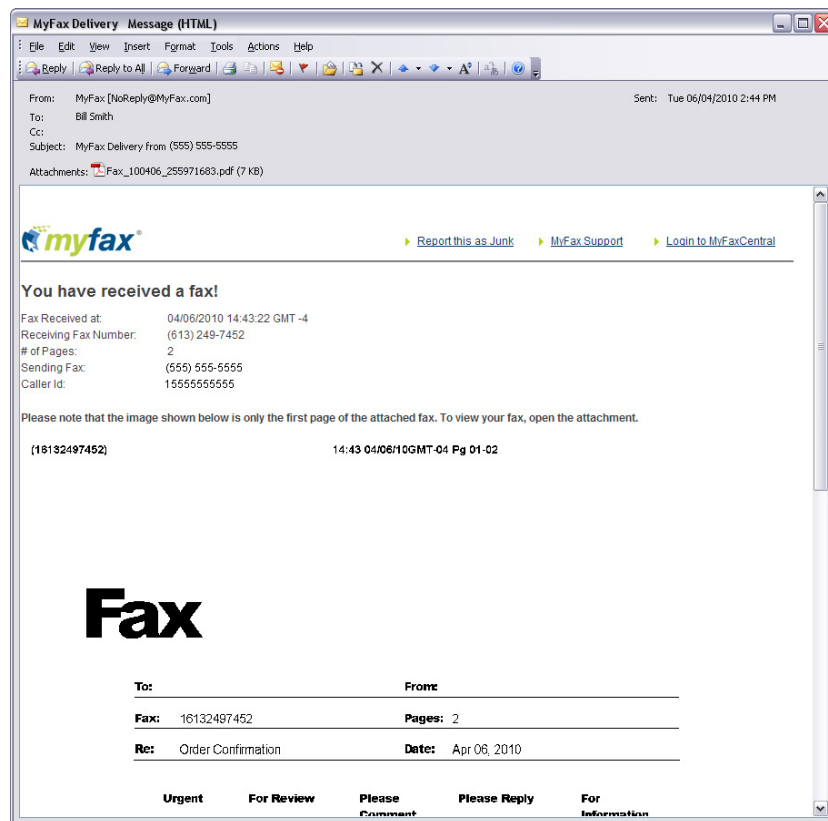 MyFax Delivery Message (HTML)
File Edit View Insert Format Tools Actions Help
Reply Reply to All Forward
From: MyFax [NoReply@MyFax.com] Sent: Tue 06/04/2010 2:44 PM
To: Bill Smith
Cc:
Subject: MyFax Delivery from (555) 555-5555
Attachments: Fax_100406_255971683.pdf (7 KB)
myfax® Report this as Junk MyFax Support Login to MyFaxCentral
You have received a fax!
Fax Received at: 04/06/2010 14:43:22 GMT -4
Receiving Fax Number: (613) 249-7452
# of Pages: 2
Sending Fax: (555) 555-5555
Caller Id: 15555555555
Please note that the image shown below is only the first page of the attached fax. To view your fax, open the attachment.
(16132497452) 14:43 04/06/10GMT-04 Pg 01-02
Fax
To: From:
Fax: 16132497452 Pages: 2
Re: Order Confirmation Date: Apr 06, 2010
Urgent For Review Please Please Reply For
Comment Information